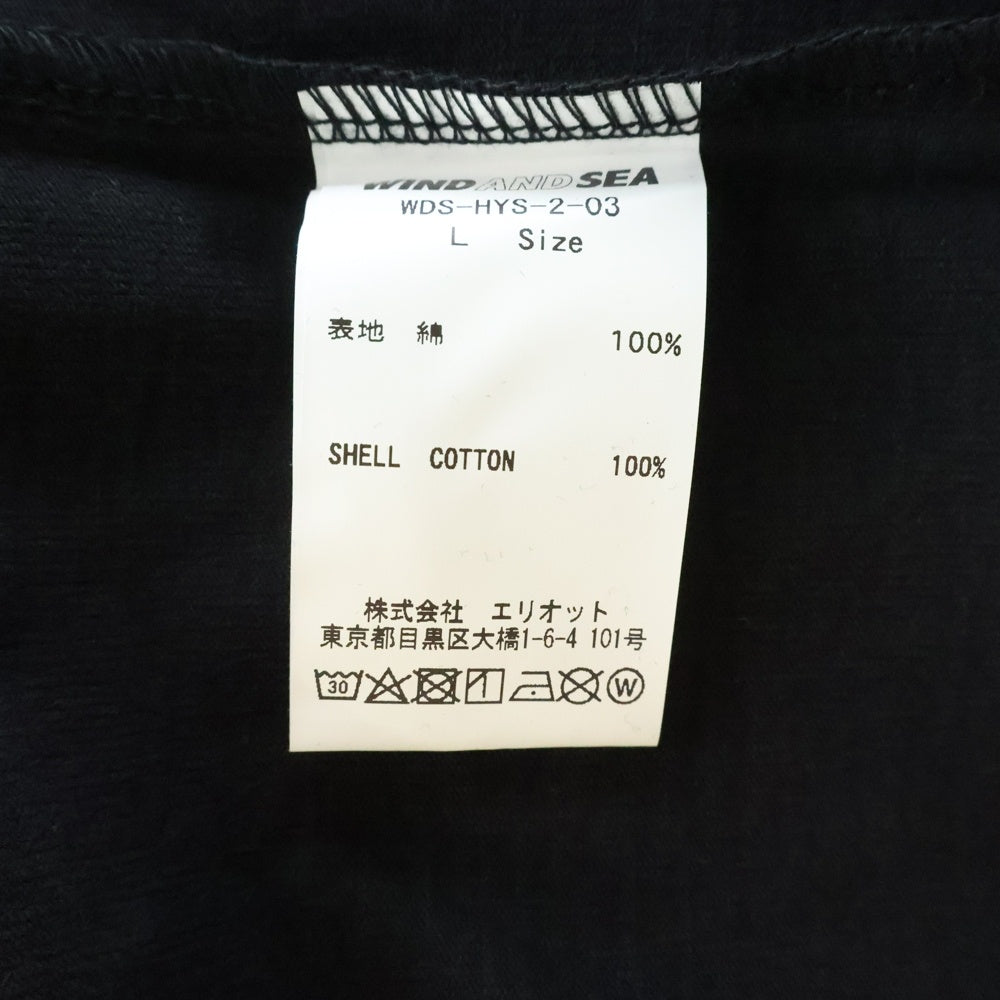 WIND AND SEA
WDS-HYS-2-03
L Size
表地 綿 100%
SHELL COTTON 100%
株式会社 エリオット
東京都目黒区大橋1-6-4 101号
30 W